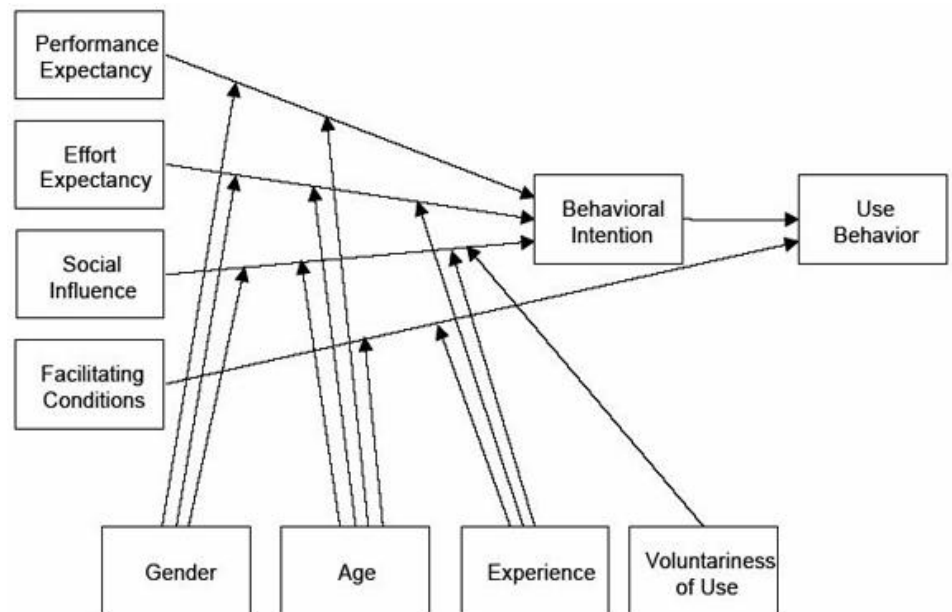 Performance
Expectancy
Effort
Expectancy
Social
Influence
Facilitating
Conditions
Behavioral
Intention
Use
Behavior
Gender
Age
Experience
Voluntariness
of Use